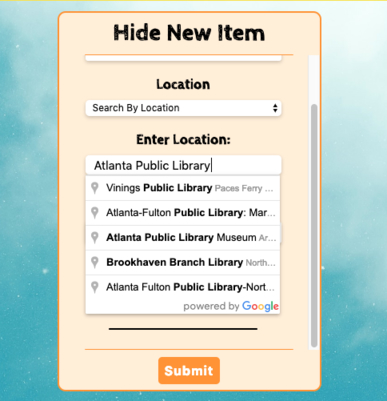 Hide New Item
Location
Search By Location
Enter Location:
Atlanta Public Library
Vinings Public Library Paces Ferry ...
Atlanta-Fulton Public Library: Mar...
Atlanta Public Library Museum Ar...
Brookhaven Branch Library North...
Atlanta Fulton Public Library-Nort...
powered by Google
Submit